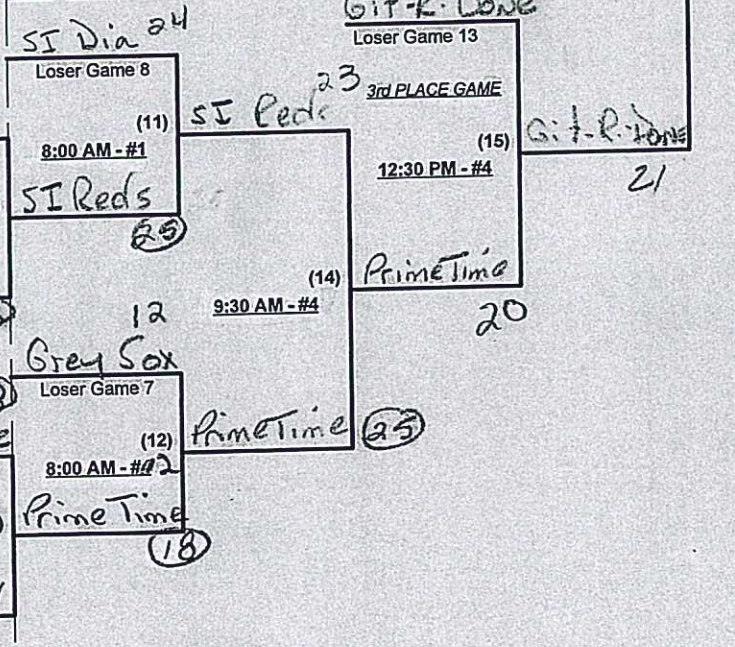 Git-R-Done
SI Dia 24
Loser Game 13
Loser Game 8
23
3rd PLACE GAME
(11)
SI Reds
8:00 AM - #1
(15)
Git-R-Done
12:30 PM - #4
21
SI Reds
25
(14)
PrimeTime
9:30 AM - #4
12
20
Grey Sox
Loser Game 7
(12)
PrimeTime 25
8:00 AM - #2
Prime Time
18